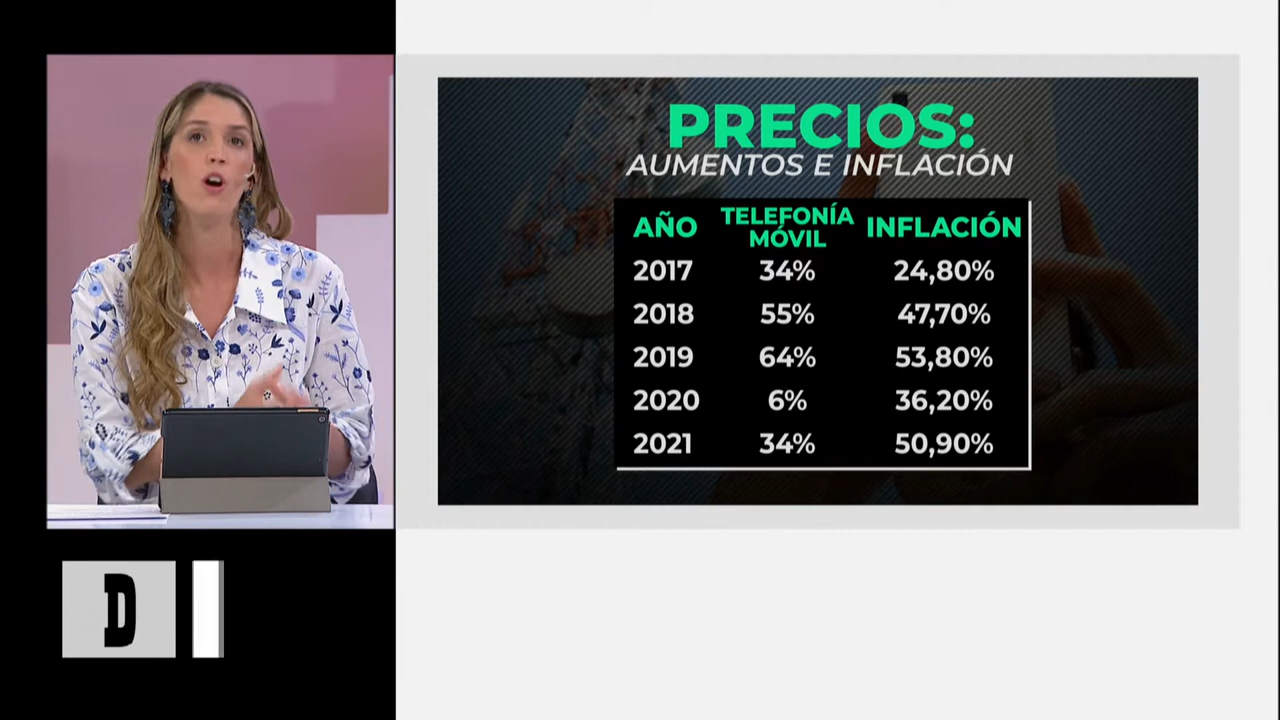 PRECIOS:
AUMENTOS E INFLACIÓN
AÑO TELEFONÍA MÓVIL INFLACIÓN
2017 34% 24,80%
2018 55% 47,70%
2019 64% 53,80%
2020 6% 36,20%
2021 34% 50,90%
D